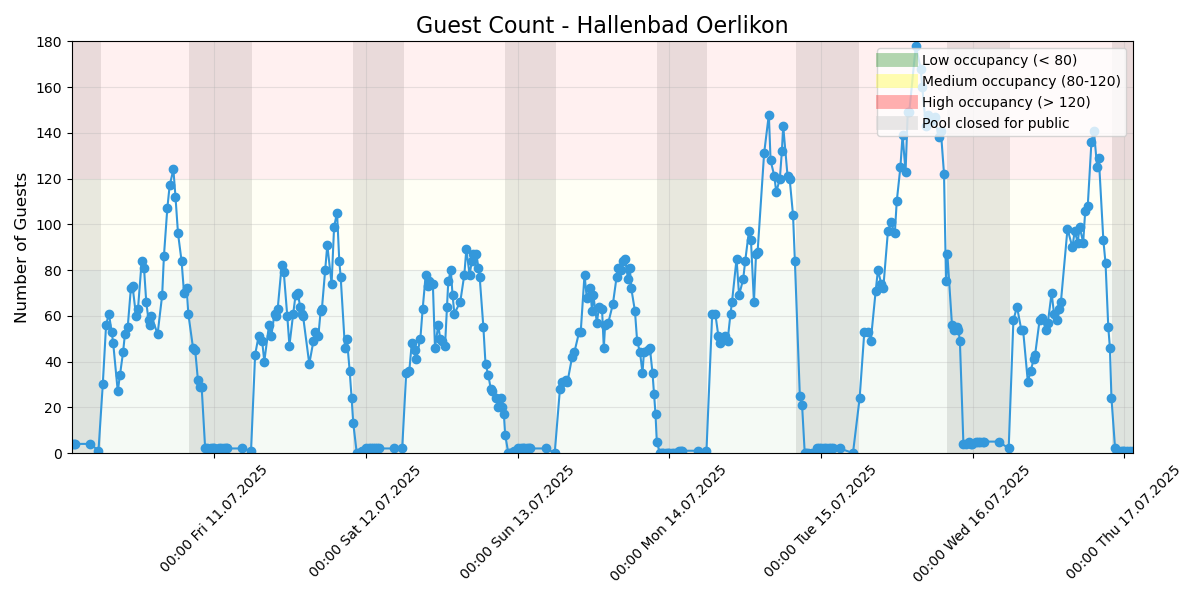 Guest Count - Hallenbad Oerlikon
Number of Guests
180
160
140
120
100
80
60
40
20
0
Low occupancy (< 80)
Medium occupancy (80-120)
High occupancy (> 120)
Pool closed for public
00:00 Fri 11.07.2025
00:00 Sat 12.07.2025
00:00 Sun 13.07.2025
00:00 Mon 14.07.2025
00:00 Tue 15.07.2025
00:00 Wed 16.07.2025
00:00 Thu 17.07.2025